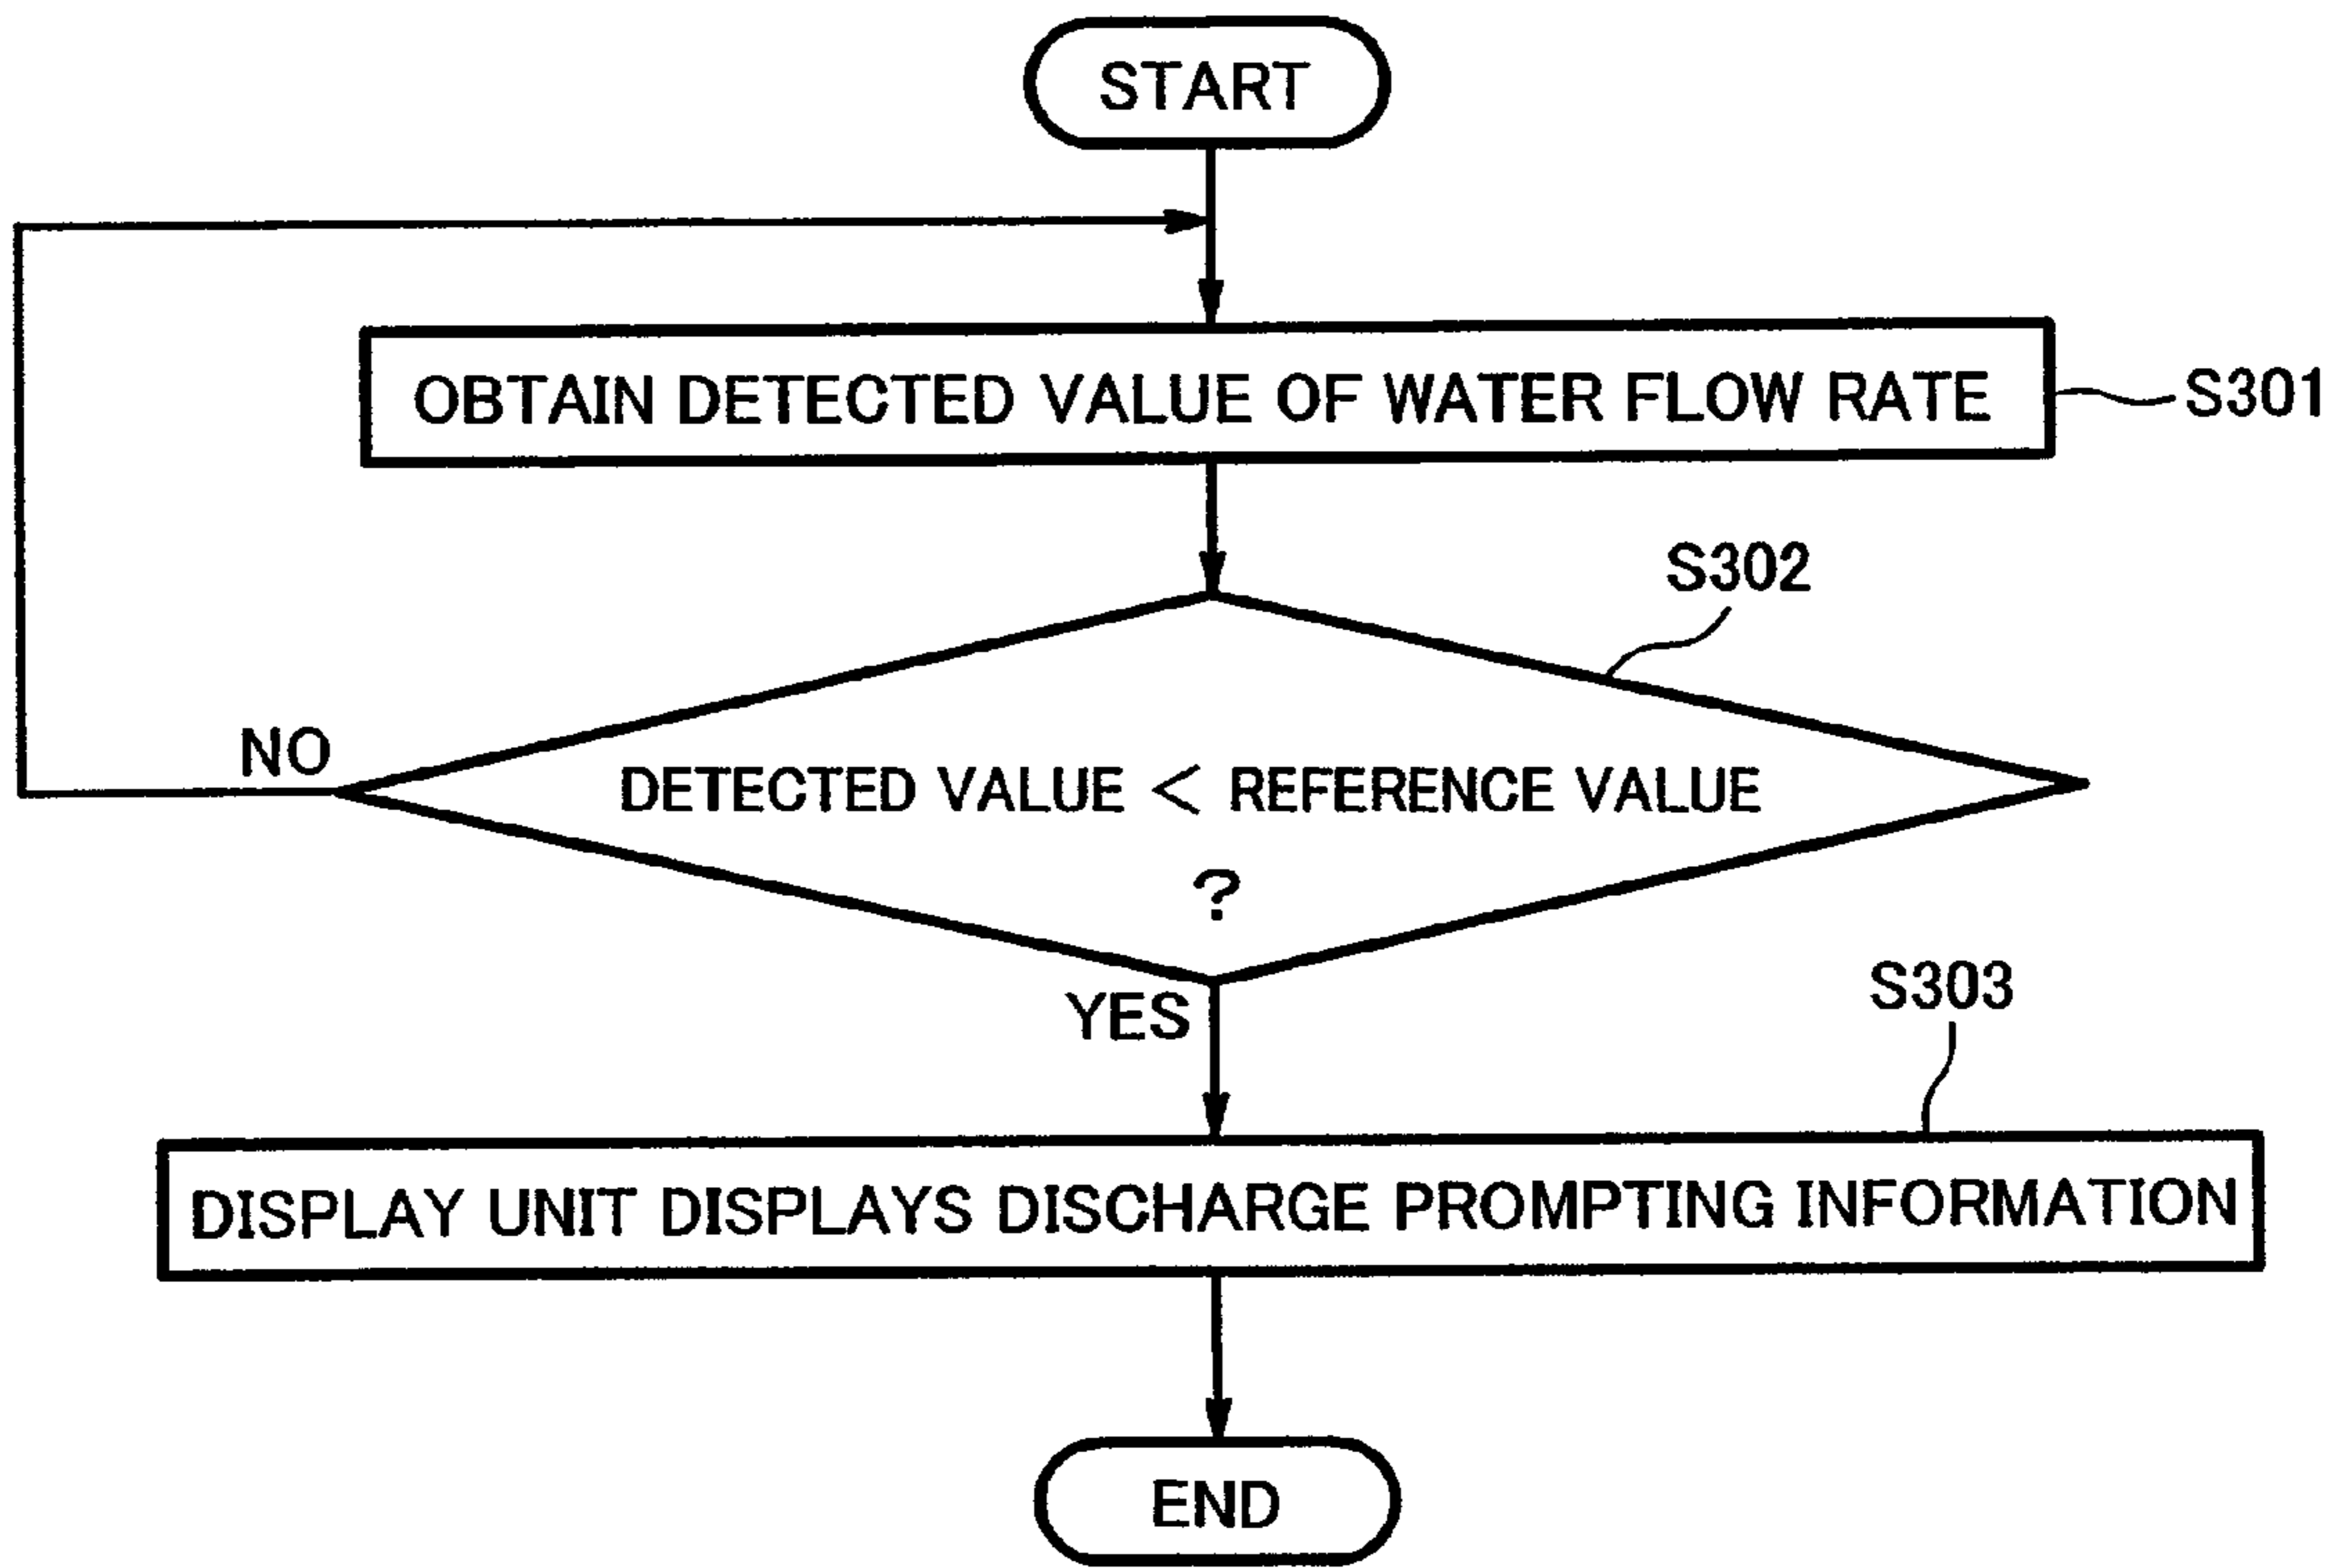 START
OBTAIN DETECTED VALUE OF WATER FLOW RATE
S301
S302
NO
DETECTED VALUE < REFERENCE VALUE
?
YES
S303
DISPLAY UNIT DISPLAYS DISCHARGE PROMPTING INFORMATION
END